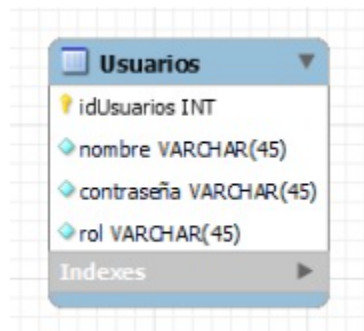 Usuarios
idUsuarios INT
nombre VARCHAR(45)
contraseña VARCHAR(45)
rol VARCHAR(45)
Indexes